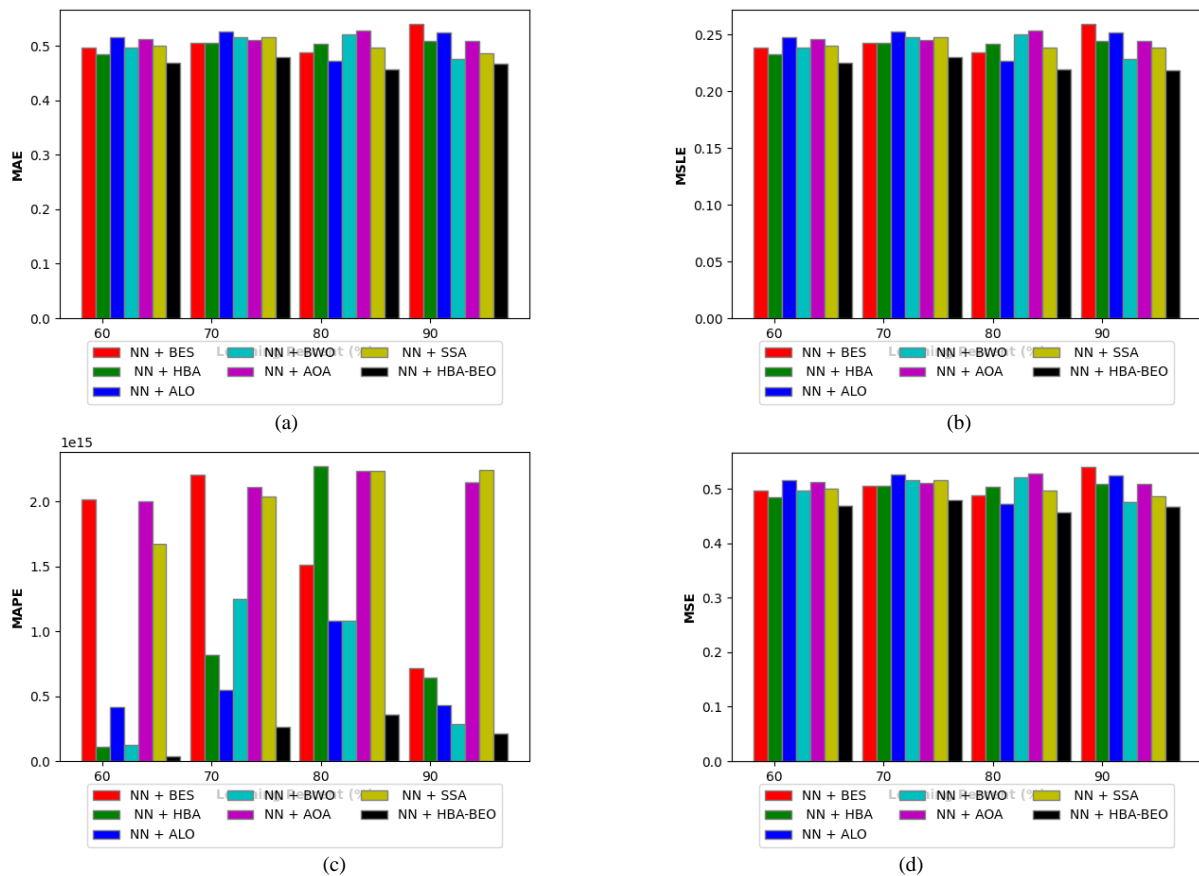 0.5
0.4
0.3
0.2
0.1
0.0
MAE
60 70 80 90
NN + BES NN + BWO NN + SSA
NN + HBA NN + AOA NN + HBA-BEO
NN + ALO
(a)
0.25
0.20
0.15
0.10
0.05
0.00
MSLE
60 70 80 90
NN + BES NN + BWO NN + SSA
NN + HBA NN + AOA NN + HBA-BEO
NN + ALO
(b)
1e15
2.0
1.5
1.0
0.5
0.0
MAPE
60 70 80 90
NN + BES NN + BWO NN + SSA
NN + HBA NN + AOA NN + HBA-BEO
NN + ALO
(c)
0.5
0.4
0.3
0.2
0.1
0.0
MSE
60 70 80 90
NN + BES NN + BWO NN + SSA
NN + HBA NN + AOA NN + HBA-BEO
NN + ALO
(d)